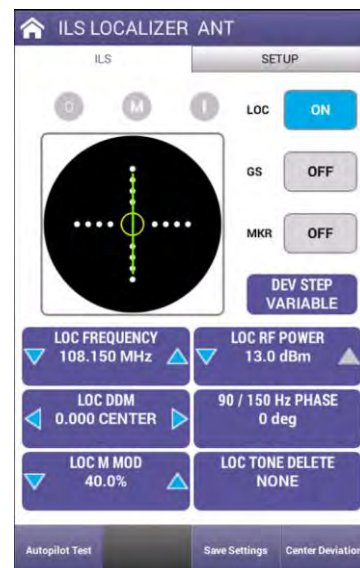 ILS LOCALIZER ANT
ILS
SETUP
O M I
LOC ON
GS OFF
MKR OFF
DEV STEP
VARIABLE
LOC FREQUENCY
108.150 MHz
LOC RF POWER
13.0 dBm
LOC DDM
0.000 CENTER
90 / 150 Hz PHASE
0 deg
LOC M MOD
40.0%
LOC TONE DELETE
NONE
Autopilot Test
Save Settings
Center Deviation